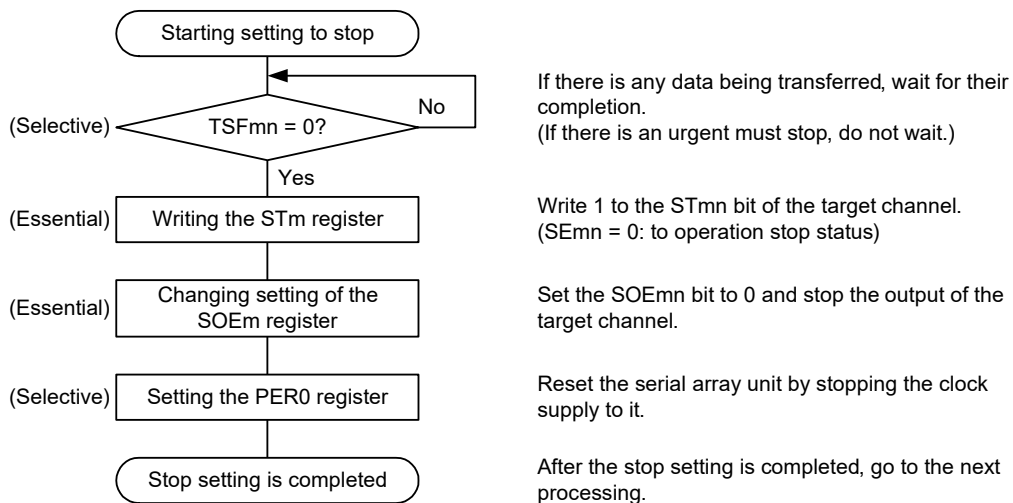 Starting setting to stop
If there is any data being transferred, wait for their
completion.
(If there is an urgent must stop, do not wait.)
(Selective)
TSFmn = 0?
No
Yes
(Essential)
Writing the STm register
Write 1 to the STmn bit of the target channel.
(SEmn = 0: to operation stop status)
(Essential)
Changing setting of the
SOEm register
Set the SOEmn bit to 0 and stop the output of the
target channel.
(Selective)
Setting the PER0 register
Reset the serial array unit by stopping the clock
supply to it.
Stop setting is completed
After the stop setting is completed, go to the next
processing.